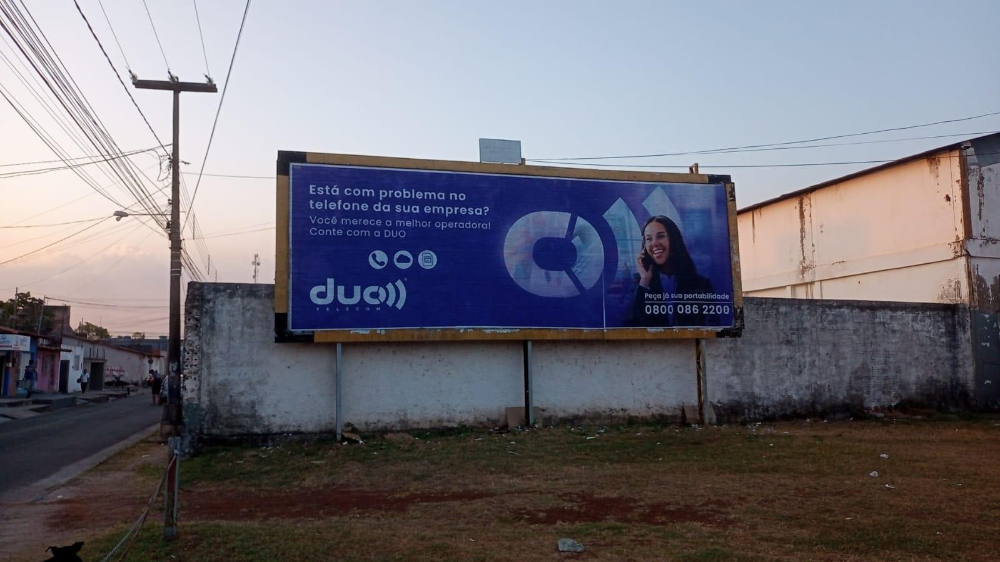 Está com problema no
telefone da sua empresa?
Você merece a melhor operadora!
Conte com a DUO
duo
TELECOM
Peça já sua portabilidade
0800 086 2200